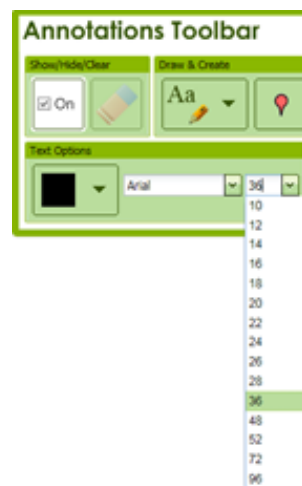 Annotations Toolbar
Show/Hide/Clear
Draw & Create
On
Aa
Text Options
Arial
36
10
12
14
16
18
20
22
24
26
28
36
48
52
72
96